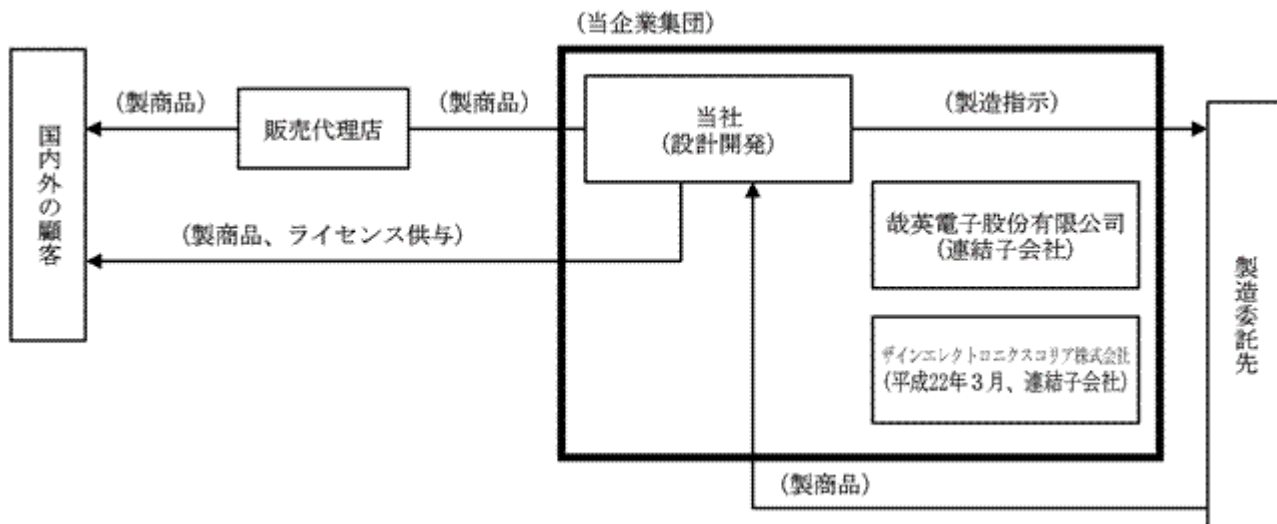 (当企業集団)
(製商品)
(製商品)
(製造指示)
販売代理店
当社
(設計開発)
国内外の顧客
(製商品、ライセンス供与)
哉英電子股份有限公司
(連結子会社)
製造委託先
ザインエレクトロニクスコリア株式会社
(平成22年3月、連結子会社)
(製商品)